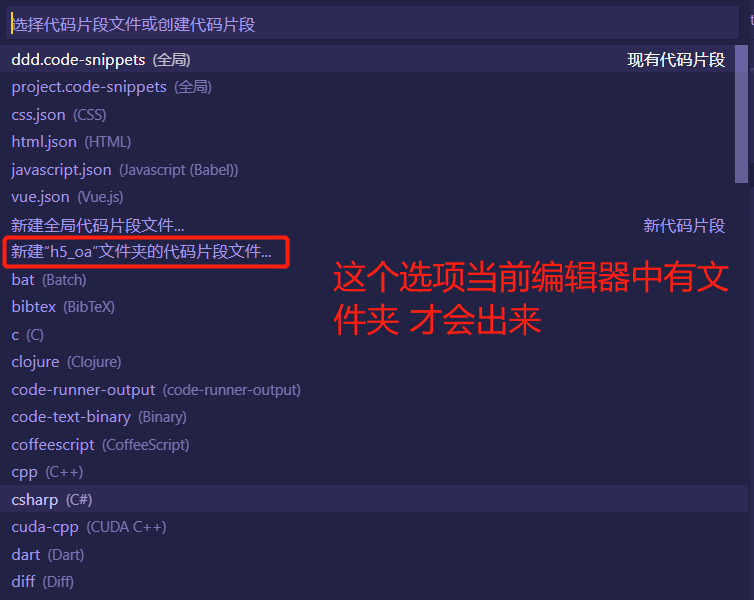 选择代码片段文件或创建代码片段
ddd.code-snippets (全局) 现有代码片段
project.code-snippets (全局)
css.json (CSS)
html.json (HTML)
javascript.json (Javascript (Babel))
vue.json (Vue.js)
新建全局代码片段文件... 新代码片段
新建“h5_oa”文件夹的代码片段文件...
这个选项当前编辑器中有文
件夹 才会出来
bat (Batch)
bibtex (BibTeX)
c (C)
clojure (Clojure)
code-runner-output (code-runner-output)
code-text-binary (Binary)
coffeescript (CoffeeScript)
cpp (C++)
csharp (C#)
cuda-cpp (CUDA C++)
dart (Dart)
diff (Diff)